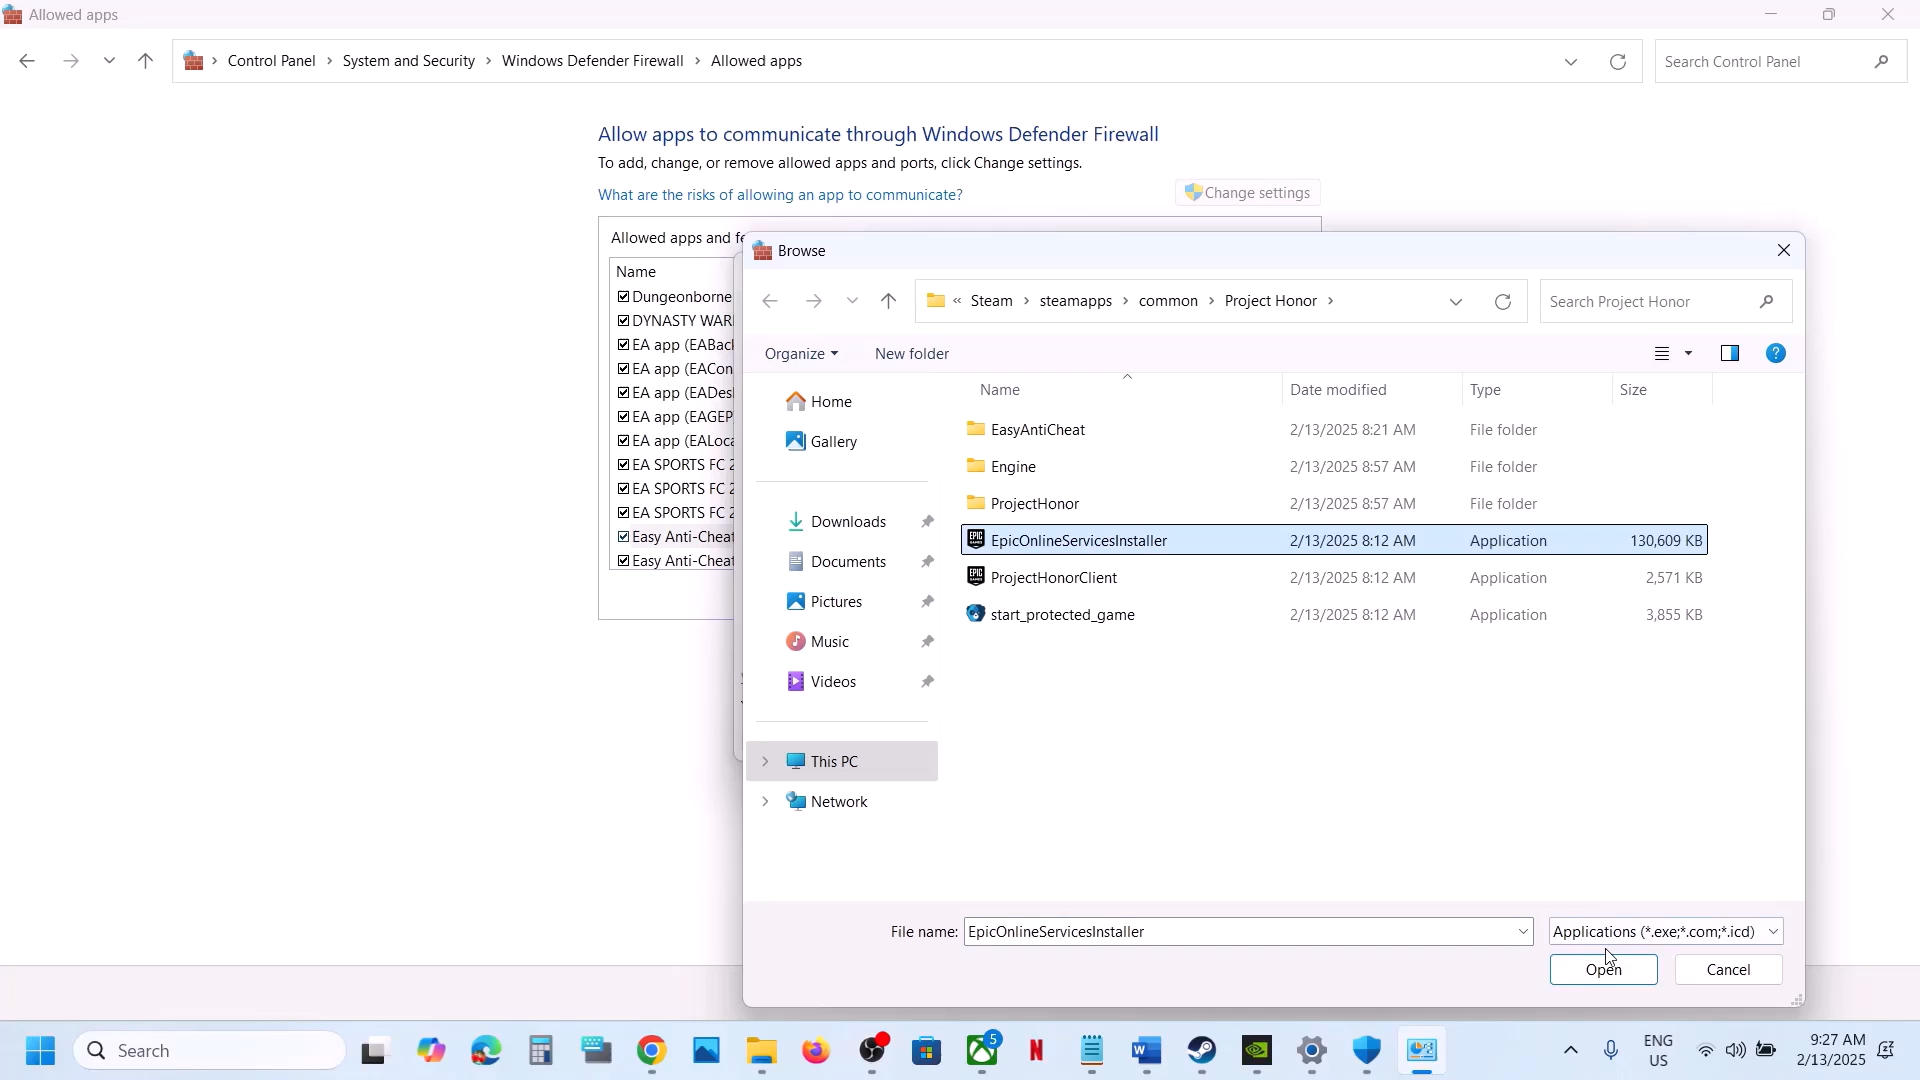 Allowed apps
Control Panel > System and Security > Windows Defender Firewall > Allowed apps
Search Control Panel
Allow apps to communicate through Windows Defender Firewall
To add, change, or remove allowed apps and ports, click Change settings.
What are the risks of allowing an app to communicate?
Change settings
Allowed apps and fe
Name
Dungeonborne
DYNASTY WAR
EA app (EABac
EA app (EACon
EA app (EADes
EA app (EAGEP
EA app (EALoca
EA SPORTS FC 2
EA SPORTS FC 2
EA SPORTS FC 2
Easy Anti-Cheat
Easy Anti-Cheat
Browse
« Steam > steamapps > common > Project Honor >
Search Project Honor
Organize
New folder
Home
Gallery
Downloads
Documents
Pictures
Music
Videos
This PC
Network
Name Date modified Type Size
EasyAntiCheat 2/13/2025 8:21 AM File folder
Engine 2/13/2025 8:57 AM File folder
ProjectHonor 2/13/2025 8:57 AM File folder
EpicOnlineServicesInstaller 2/13/2025 8:12 AM Application 130,609 KB
ProjectHonorClient 2/13/2025 8:12 AM Application 2,571 KB
start_protected_game 2/13/2025 8:12 AM Application 3,855 KB
File name: EpicOnlineServicesInstaller
Applications (*.exe;*.com;*.icd)
Open
Cancel
Search
5
ENG
US
9:27 AM
2/13/2025